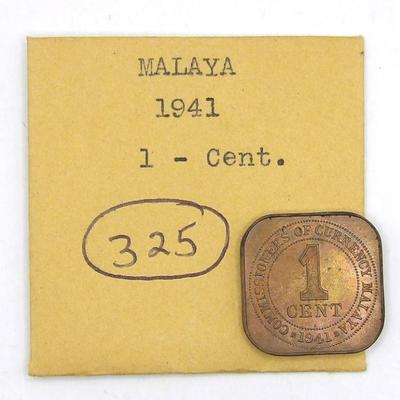 MALAYA
1941
1 - Cent.
325
COMMISSIONERS OF CURRENCY MALAYA
1
CENT
1941